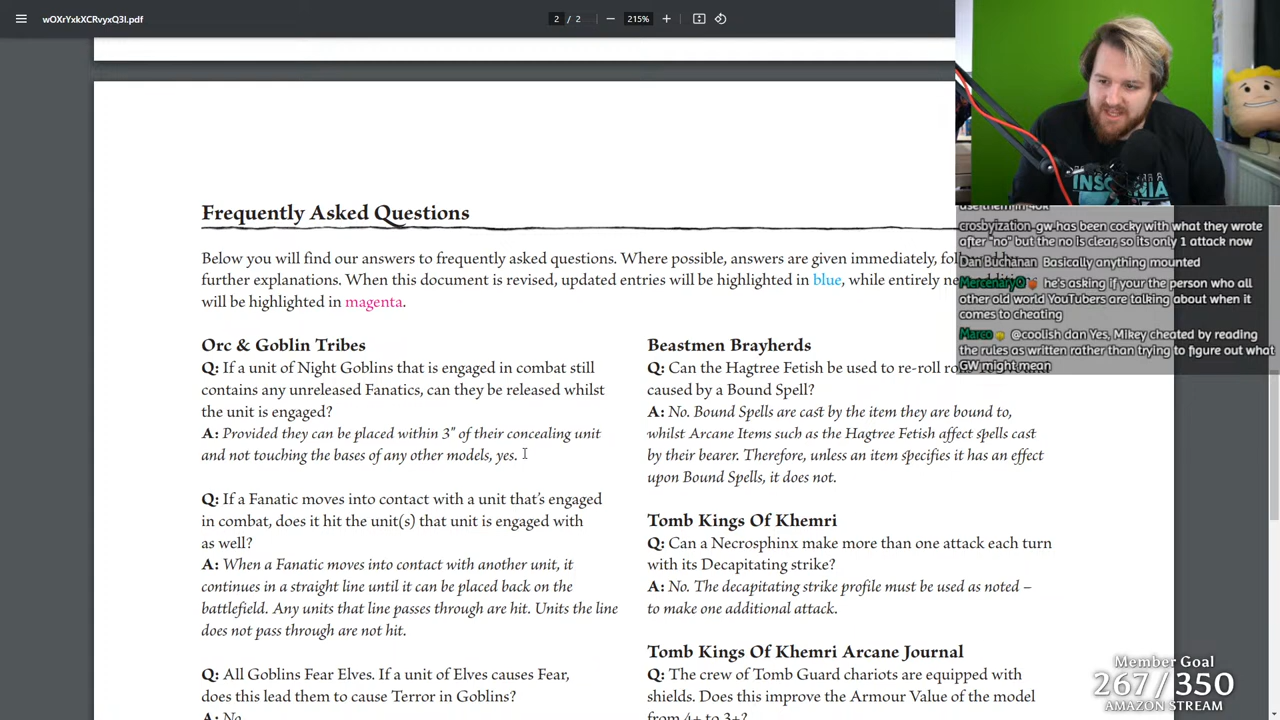 wOXrYxkXCRvyxQ3I.pdf
2 / 2
215%
Frequently Asked Questions
Below you will find our answers to frequently asked questions. Where possible, answers are given immediately, fol
further explanations. When this document is revised, updated entries will be highlighted in blue, while entirely ne
will be highlighted in magenta.
Orc & Goblin Tribes
Q: If a unit of Night Goblins that is engaged in combat still
contains any unreleased Fanatics, can they be released whilst
the unit is engaged?
A: Provided they can be placed within 3" of their concealing unit
and not touching the bases of any other models, yes.
Q: If a Fanatic moves into contact with a unit that's engaged
in combat, does it hit the unit(s) that unit is engaged with
as well?
A: When a Fanatic moves into contact with another unit, it
continues in a straight line until it can be placed back on the
battlefield. Any units that line passes through are hit. Units the line
does not pass through are not hit.
Q: All Goblins Fear Elves. If a unit of Elves causes Fear,
does this lead them to cause Terror in Goblins?
A: No.
Beastmen Brayherds
Q: Can the Hagtree Fetish be used to re-roll ro
caused by a Bound Spell?
A: No. Bound Spells are cast by the item they are bound to,
whilst Arcane Items such as the Hagtree Fetish affect spells cast
by their bearer. Therefore, unless an item specifies it has an effect
upon Bound Spells, it does not.
Tomb Kings Of Khemri
Q: Can a Necrosphinx make more than one attack each turn
with its Decapitating strike?
A: No. The decapitating strike profile must be used as noted –
to make one additional attack.
Tomb Kings Of Khemri Arcane Journal
Q: The crew of Tomb Guard chariots are equipped with
shields. Does this improve the Armour Value of the model
from 4+ to 3+?
use them in 40k
crosbyization gw has been cocky with what they wrote
after "no" but the no is clear, so its only 1 attack now
Dan Buchanan Basically anything mounted
he's asking if your the person who all
other old world YouTubers are talking about when it
comes to cheating
Marco @coolish dan Yes, Mikey cheated by reading
the rules as written rather than trying to figure out what
GW might mean
Member Goal
267 / 350
AMAZON STREAM